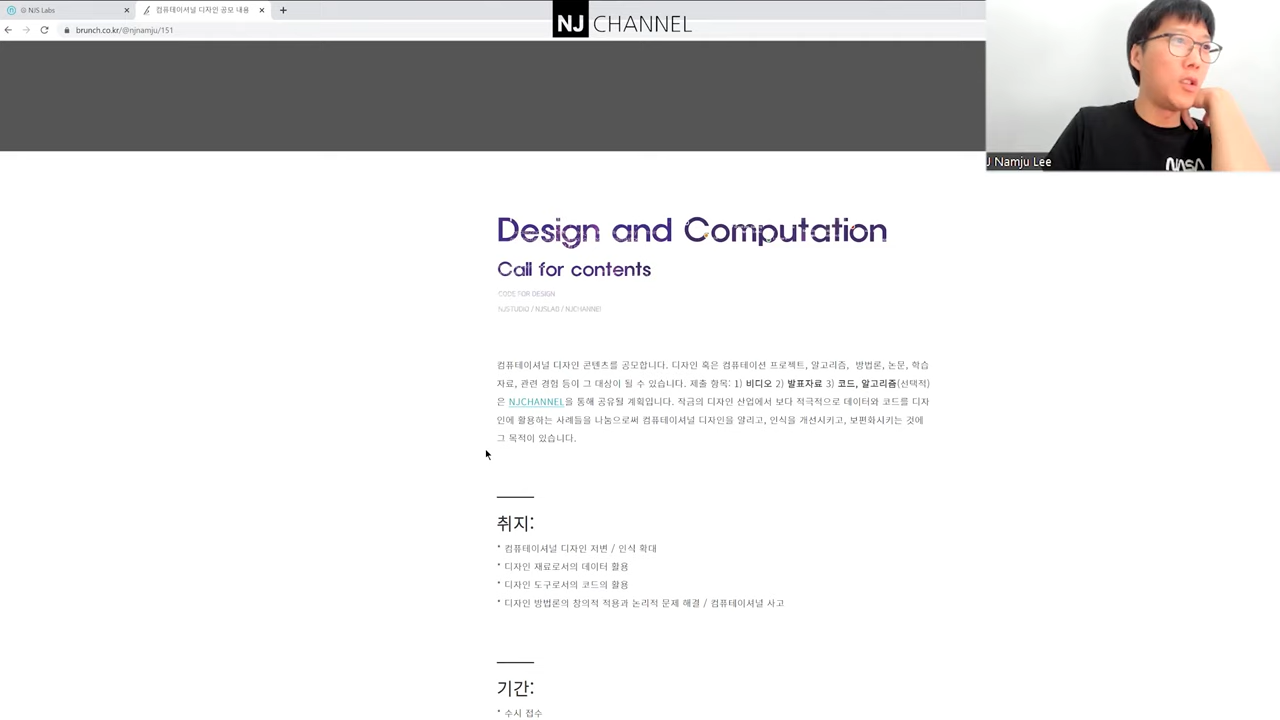 NJS Labs
컴퓨테이셔널 디자인 공모 내용
brunch.co.kr/@njnamju/151
NJ CHANNEL
J Namju Lee
NASA
Design and Computation
Call for contents
CODE FOR DESIGN
NJSTUDIO / NJSLAB / NJCHANNEl
컴퓨테이셔널 디자인 콘텐츠를 공모합니다. 디자인 혹은 컴퓨테이션 프로젝트, 알고리즘, 방법론, 논문, 학습
자료, 관련 경험 등이 그 대상이 될 수 있습니다. 제출 항목: 1) 비디오 2) 발표자료 3) 코드, 알고리즘(선택적)
은 NJCHANNEL을 통해 공유될 계획입니다. 작금의 디자인 산업에서 보다 적극적으로 데이터와 코드를 디자
인에 활용하는 사례들을 나눔으로써 컴퓨테이셔널 디자인을 알리고, 인식을 개선시키고, 보편화시키는 것에
그 목적이 있습니다.
취지:
* 컴퓨테이셔널 디자인 저변 / 인식 확대
* 디자인 재료로서의 데이터 활용
* 디자인 도구로서의 코드의 활용
* 디자인 방법론의 창의적 적용과 논리적 문제 해결 / 컴퓨테이셔널 사고
기간:
* 수시 접수